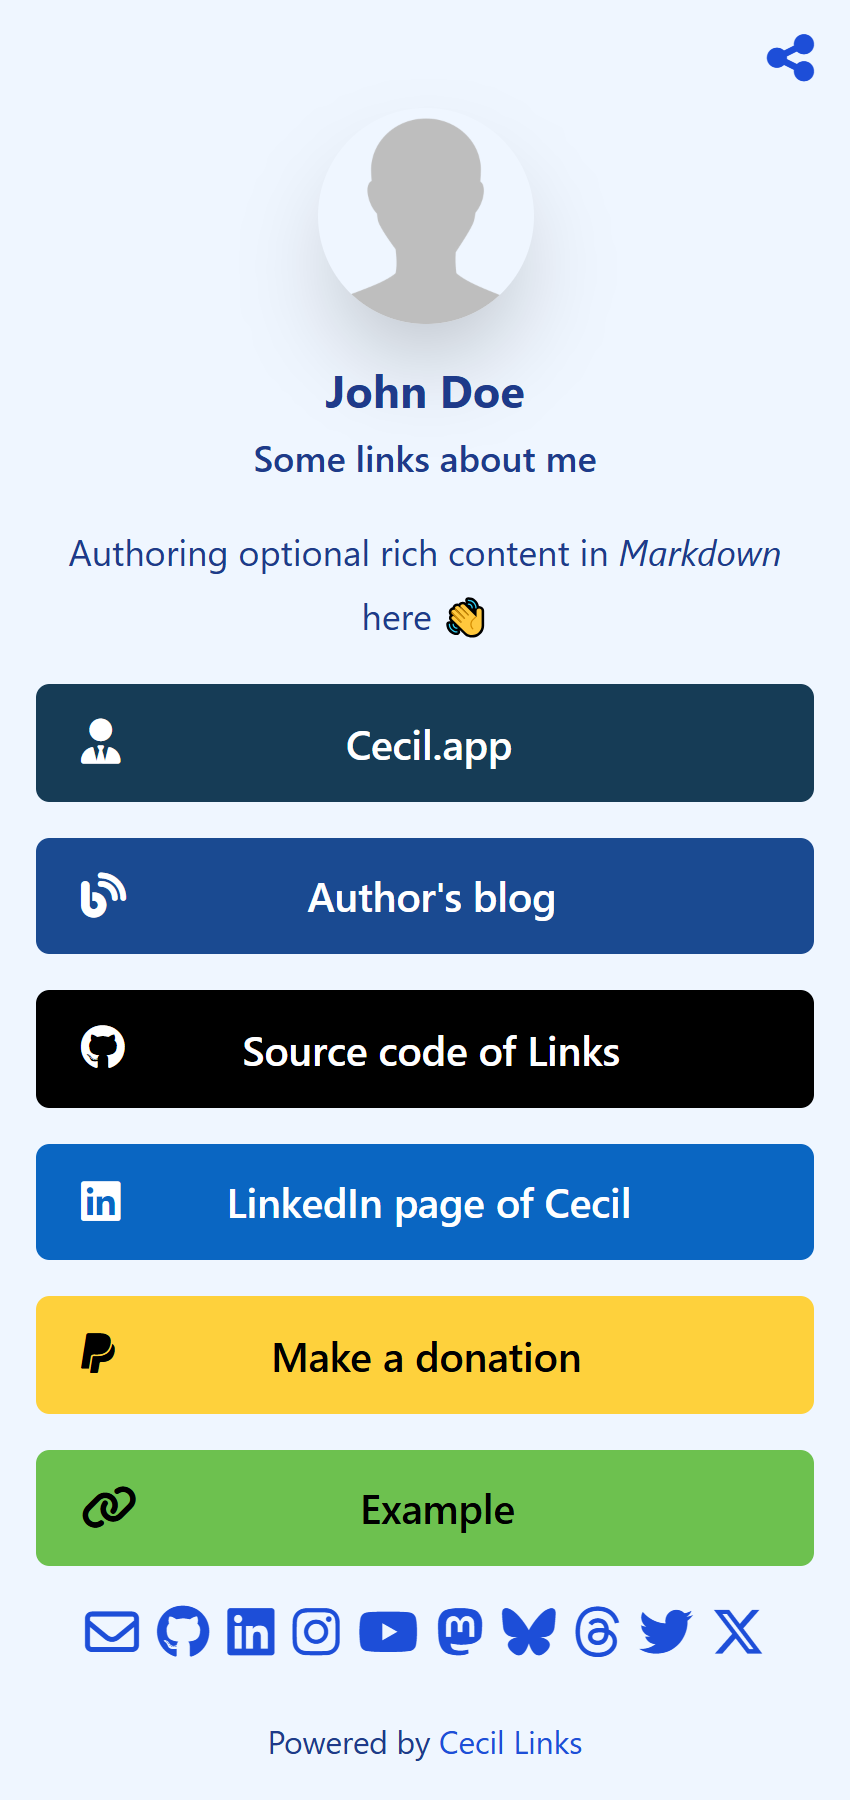 John Doe
Some links about me
Authoring optional rich content in Markdown
here 👋
Cecil.app
Author's blog
Source code of Links
LinkedIn page of Cecil
Make a donation
Example
Powered by Cecil Links